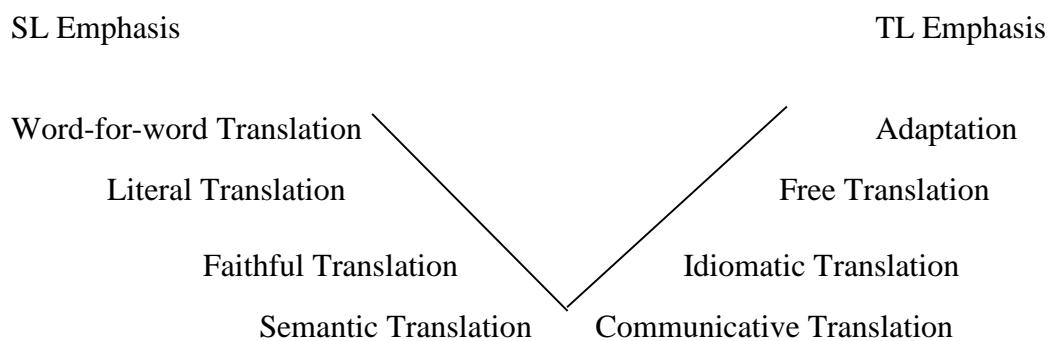 SL Emphasis TL Emphasis
Word-for-word Translation Adaptation
Literal Translation Free Translation
Faithful Translation Idiomatic Translation
Semantic Translation Communicative Translation